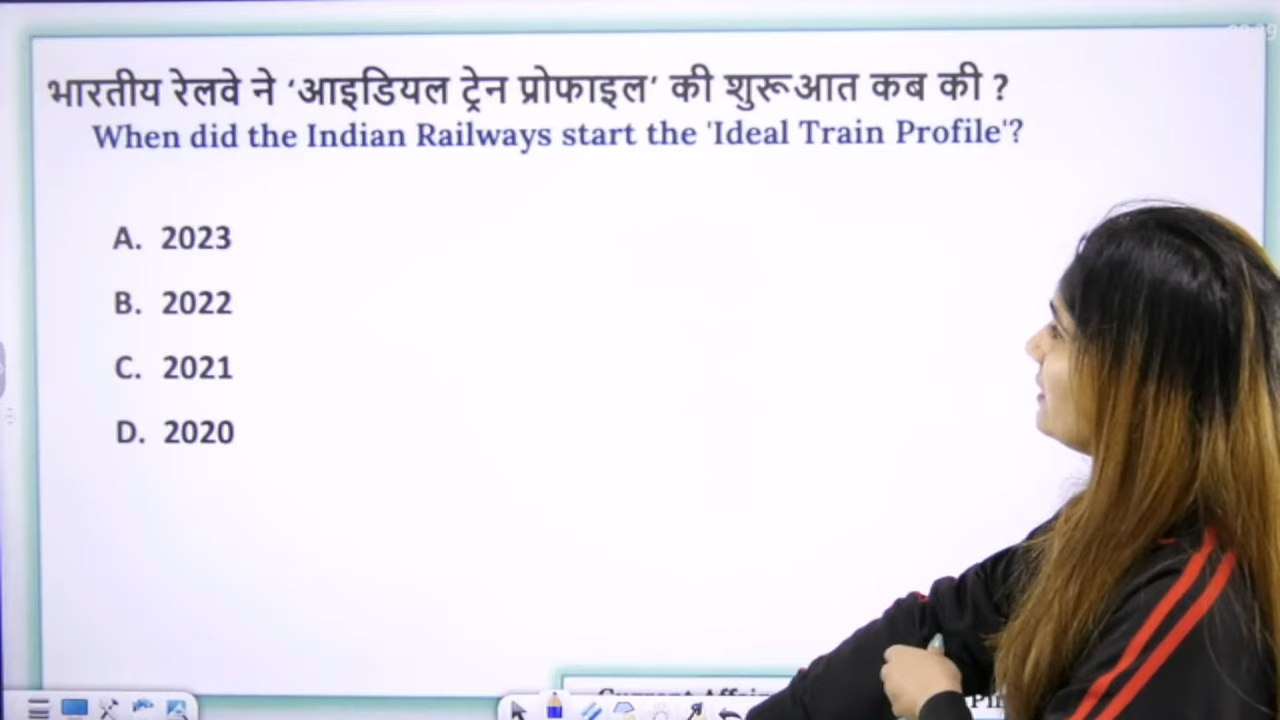 भारतीय रेलवे ने ‘आइडियल ट्रेन प्रोफाइल’ की शुरूआत कब की ?
When did the Indian Railways start the 'Ideal Train Profile'?
A. 2023
B. 2022
C. 2021
D. 2020